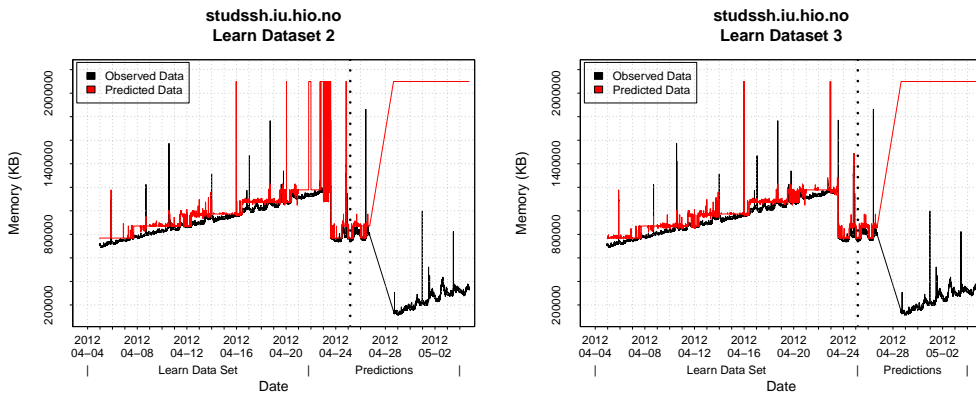 studssh.iu.hio.no
Learn Dataset 2
Observed Data
Predicted Data
Memory (KB)
200000 800000 1400000 2000000
2012 2012 2012 2012 2012 2012 2012 2012
04−04 04−08 04−12 04−16 04−20 04−24 04−28 05−02
| Learn Data Set | Predictions |
Date
studssh.iu.hio.no
Learn Dataset 3
Observed Data
Predicted Data
Memory (KB)
200000 800000 1400000 2000000
2012 2012 2012 2012 2012 2012 2012 2012
04−04 04−08 04−12 04−16 04−20 04−24 04−28 05−02
| Learn Data Set | Predictions |
Date